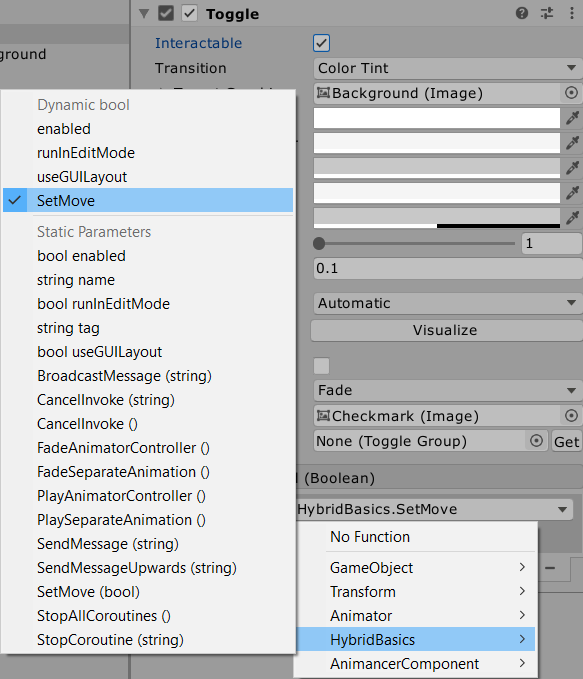 Toggle
Interactable
ground
Transition
Color Tint
Background (Image)
1
0.1
Automatic
Visualize
Fade
Checkmark (Image)
None (Toggle Group)
Get
(Boolean)
HybridBasics.SetMove
Dynamic bool
enabled
runInEditMode
useGUILayout
SetMove
Static Parameters
bool enabled
string name
bool runInEditMode
string tag
bool useGUILayout
BroadcastMessage (string)
CancelInvoke (string)
CancelInvoke ()
FadeAnimatorController ()
FadeSeparateAnimation ()
PlayAnimatorController ()
PlaySeparateAnimation ()
SendMessage (string)
SendMessageUpwards (string)
SetMove (bool)
StopAllCoroutines ()
StopCoroutine (string)
No Function
GameObject
Transform
Animator
HybridBasics
AnimancerComponent